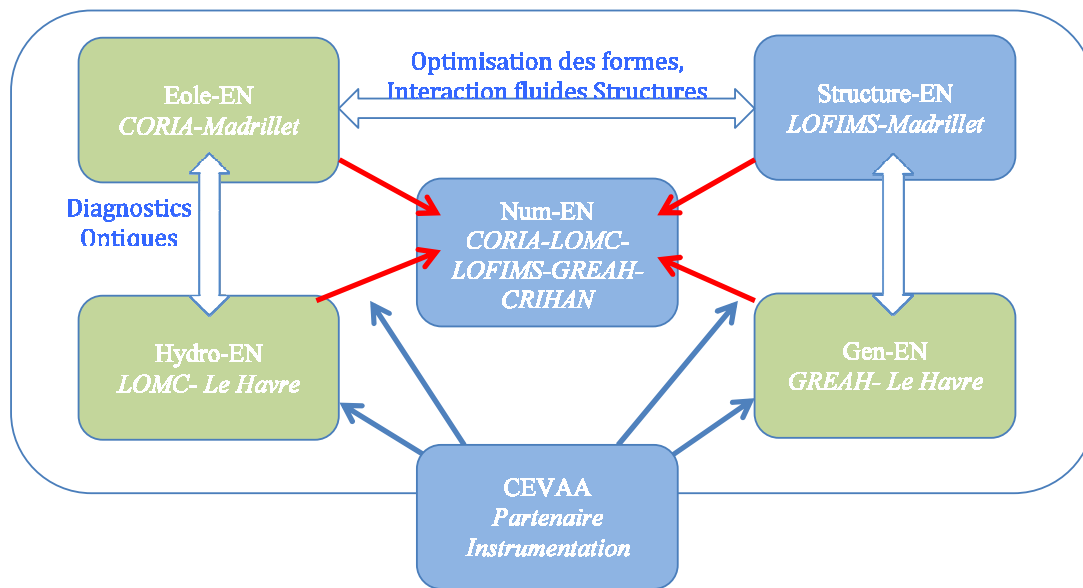 Optimisation des formes,
Interaction fluides Structures
Eole-EN
CORIA-Madrillet
Structure-EN
LOFIMS-Madrillet
Diagnostics
Optiques
Num-EN
CORIA-LOMC-
LOFIMS-GREAH-
CRIHAN
Hydro-EN
LOMC- Le Havre
Gen-EN
GREAH- Le Havre
CEVAA
Partenaire
Instrumentation